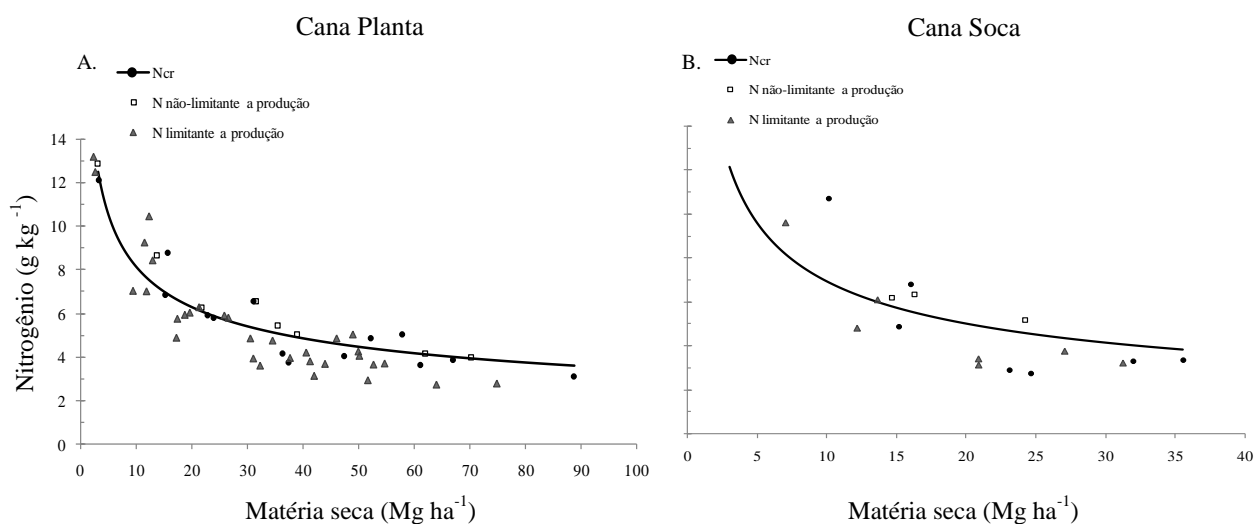 Cana Planta
A.
Ncr
N não-limitante a produção
N limitante a produção
Nitrogênio (g kg -1)
14
12
10
8
6
4
2
0
0 10 20 30 40 50 60 70 80 90 100
Matéria seca (Mg ha-1)
Cana Soca
B.
Ncr
N não-limitante a produção
N limitante a produção
0 5 10 15 20 25 30 35 40
Matéria seca (Mg ha-1)